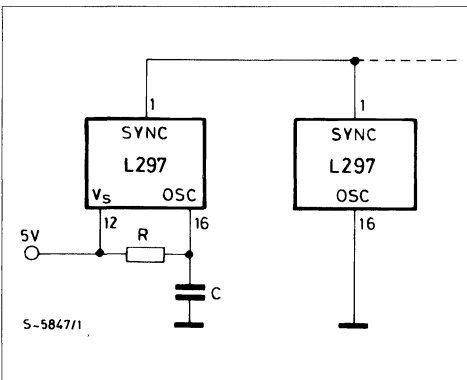 1 1
SYNC SYNC
L297 L297
Vs OSC OSC
12 16 16
5V R
C
S-5847/1